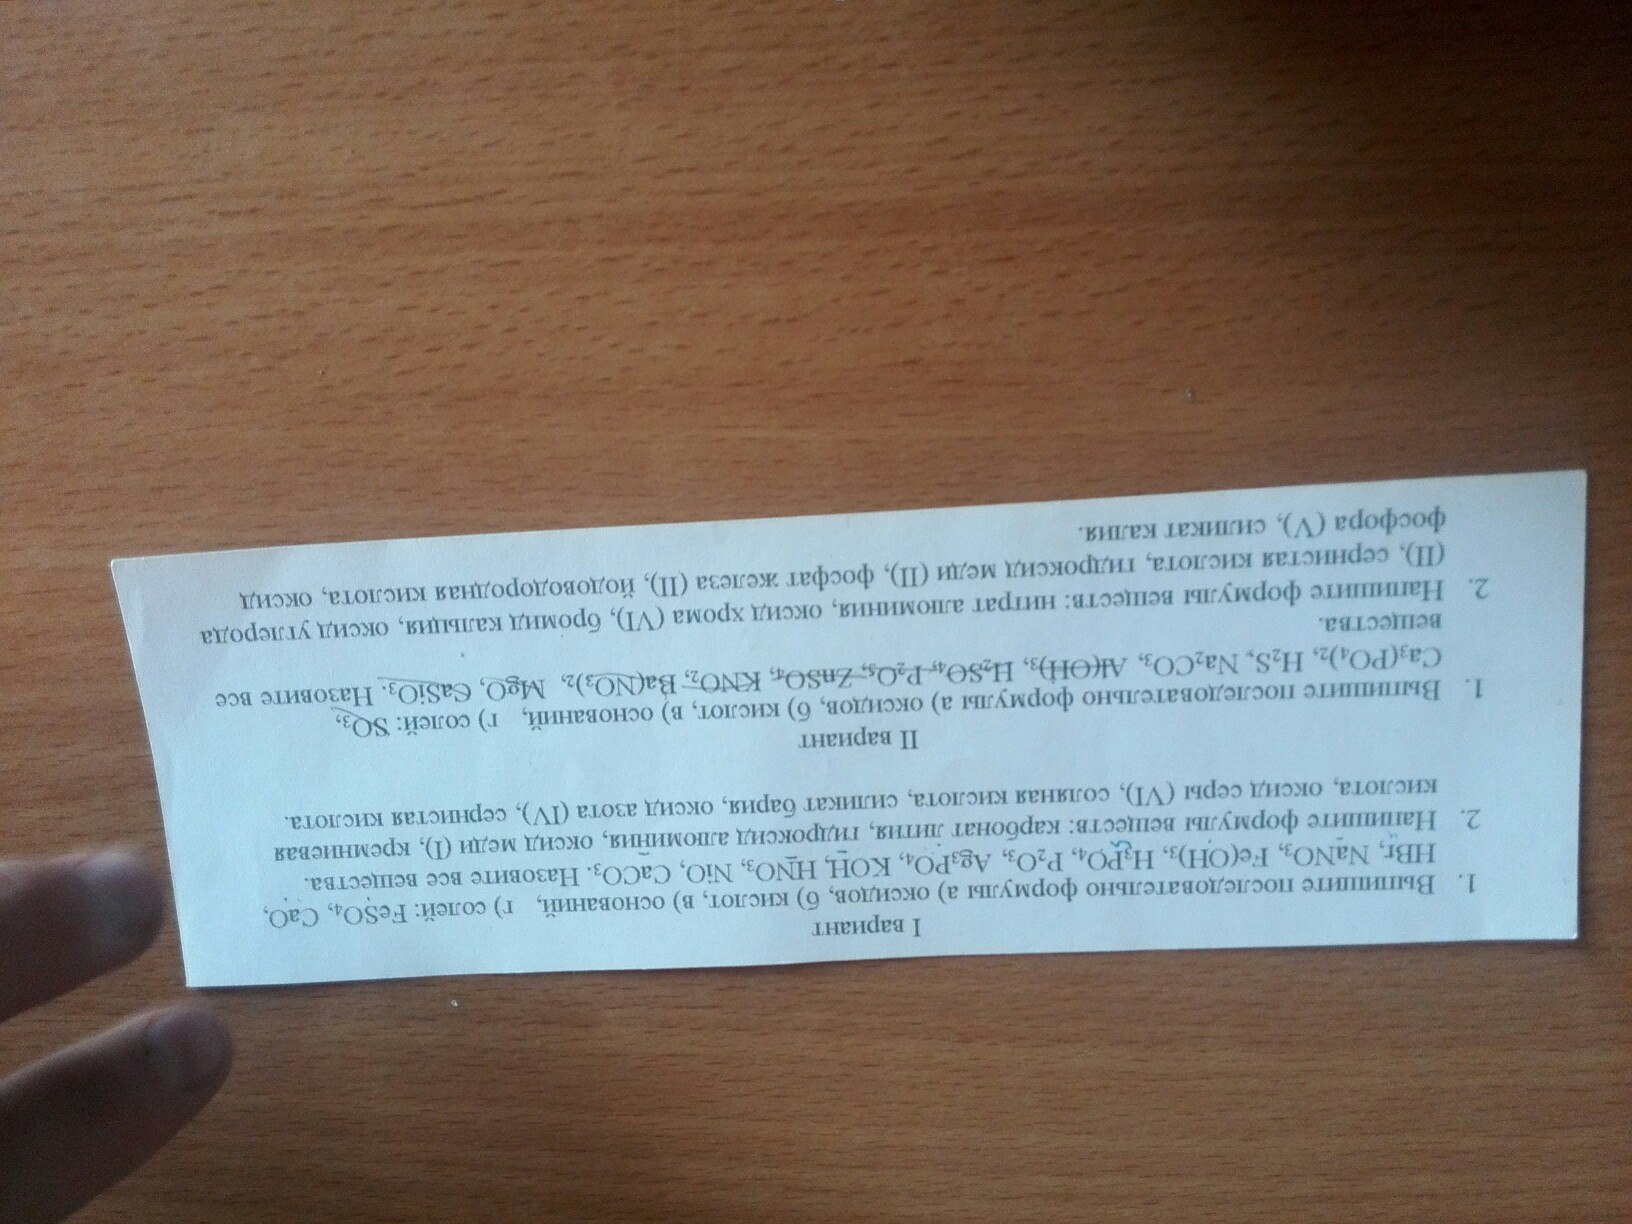 I вариант
1. Выпишите последовательно формулы а) оксидов, б) кислот, в) оснований, г) солей: FeSO₄, CaO,
HBr, NaNO₃, Fe(OH)₃, H₃PO₄, P₂O₃, Ag₃PO₄, KOH, HNO₃, NiO, CaCO₃. Назовите все вещества.
2. Напишите формулы веществ: карбонат лития, гидроксид алюминия, оксид меди (I), кремниевая
кислота, оксид серы (VI), соляная кислота, силикат бария, оксид азота (IV), сернистая кислота.
II вариант
1. Выпишите последовательно формулы а) оксидов, б) кислот, в) оснований, г) солей: SO₃,
Ca₃(PO₄)₂, H₂S, Na₂CO₃, Al(OH)₃, H₂SO₄, P₂O₅, ZnSO₄, KNO₂, Ba(NO₃)₂, MgO, CaSiO₃. Назовите все
вещества.
2. Напишите формулы веществ: нитрат алюминия, оксид хрома (VI), бромид кальция, оксид углерода
(II), сернистая кислота, гидроксид меди (II), фосфат железа (II), йодоводородная кислота, оксид
фосфора (V), силикат калия.